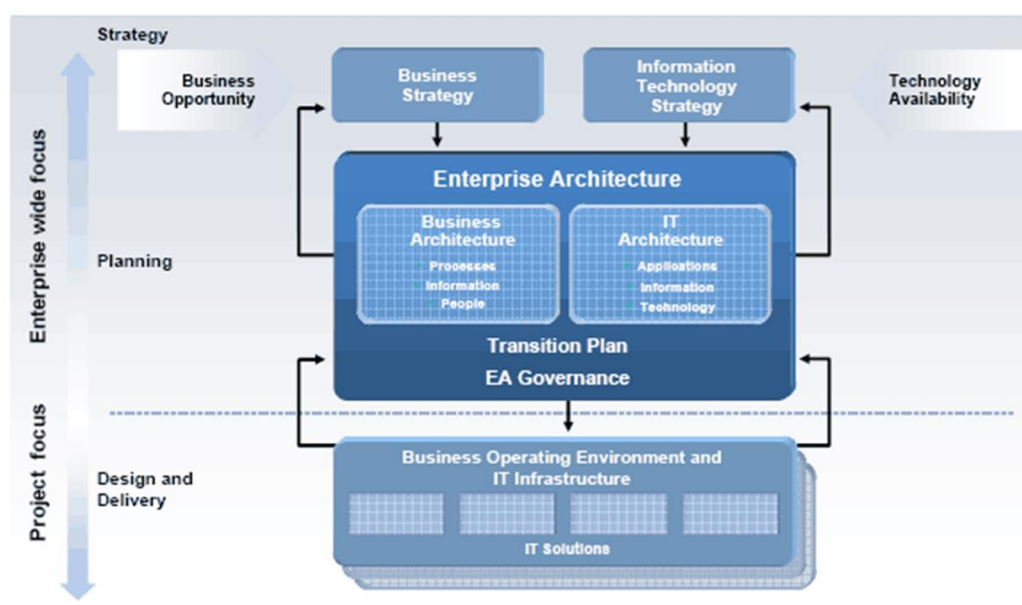 Strategy
Business
Opportunity
Business
Strategy
Information
Technology
Strategy
Technology
Availability
Enterprise wide focus
Planning
Enterprise Architecture
Business
Architecture
Processes
Information
People
IT
Architecture
Applications
Information
Technology
Transition Plan
EA Governance
Project focus
Design and
Delivery
Business Operating Environment and
IT Infrastructure
IT Solutions